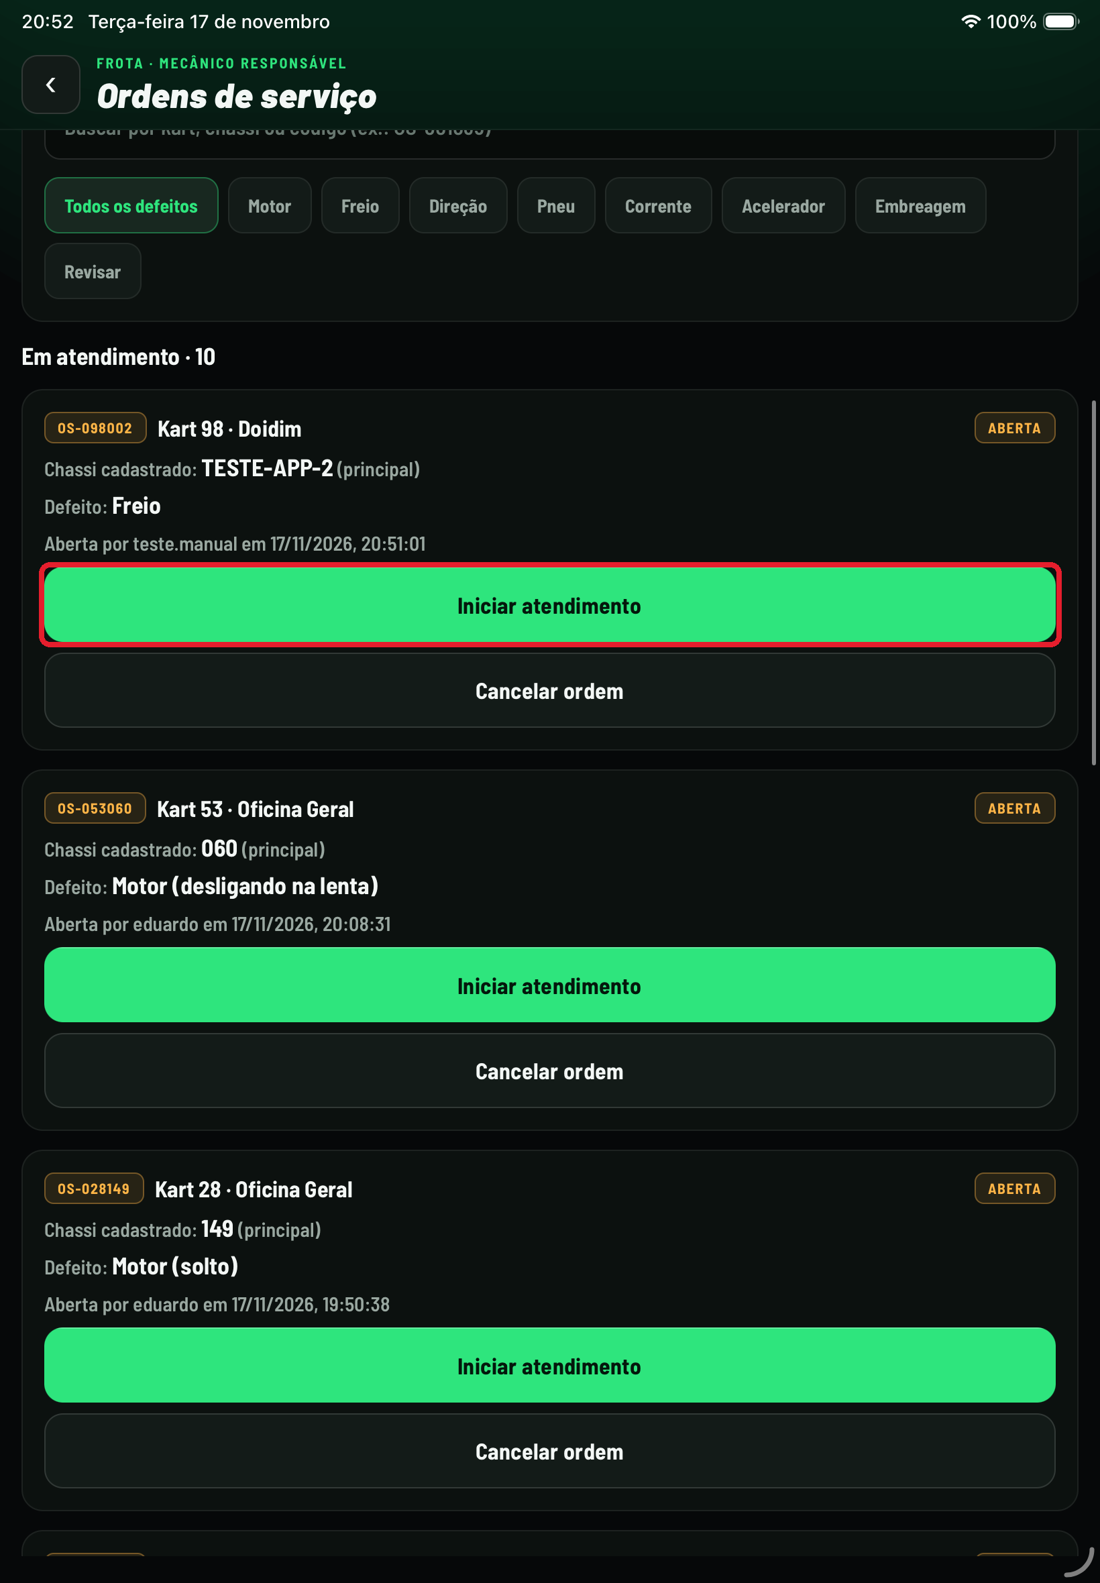 20:52 Terça-feira 17 de novembro 100%
FROTA · MECÂNICO RESPONSÁVEL
Ordens de serviço
Buscar por kart, chassi ou código
Todos os defeitos Motor Freio Direção Pneu Corrente Acelerador Embreagem
Revisar
Em atendimento · 10
OS-098002 Kart 98 · Doidim ABERTA
Chassi cadastrado: TESTE-APP-2 (principal)
Defeito: Freio
Aberta por teste.manual em 17/11/2026, 20:51:01
Iniciar atendimento
Cancelar ordem
OS-053060 Kart 53 · Oficina Geral ABERTA
Chassi cadastrado: 060 (principal)
Defeito: Motor (desligando na lenta)
Aberta por eduardo em 17/11/2026, 20:08:31
Iniciar atendimento
Cancelar ordem
OS-028149 Kart 28 · Oficina Geral ABERTA
Chassi cadastrado: 149 (principal)
Defeito: Motor (solto)
Aberta por eduardo em 17/11/2026, 19:50:38
Iniciar atendimento
Cancelar ordem